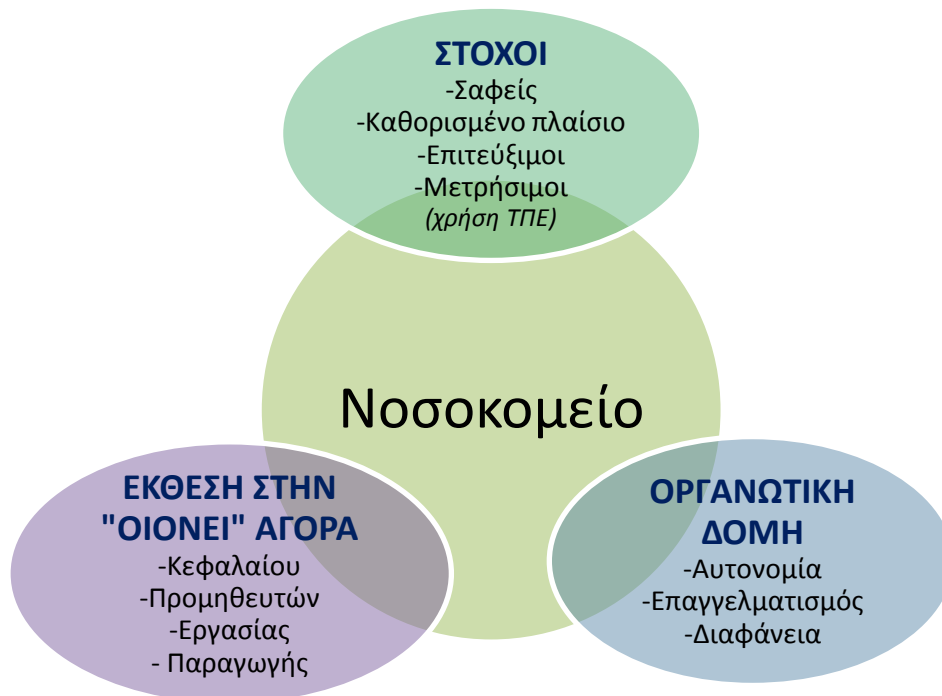 ΣΤΟΧΟΙ
-Σαφείς
-Καθορισμένο πλαίσιο
-Επιτεύξιμοι
-Μετρήσιμοι
(χρήση ΤΠΕ)
Νοσοκομείο
ΕΚΘΕΣΗ ΣΤΗΝ
"ΟΙΟΝΕΙ" ΑΓΟΡΑ
-Κεφαλαίου
-Προμηθευτών
-Εργασίας
- Παραγωγής
ΟΡΓΑΝΩΤΙΚΗ
ΔΟΜΗ
-Αυτονομία
-Επαγγελματισμός
-Διαφάνεια